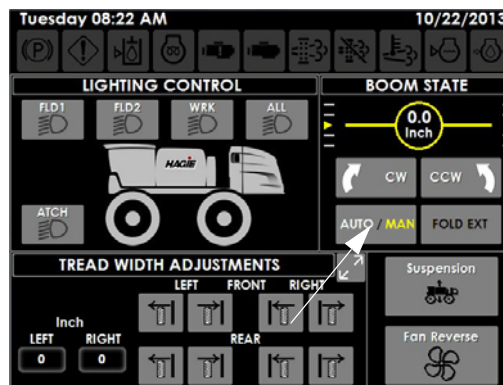 Tuesday 08:22 AM 10/22/2013
(P)
LIGHTING CONTROL
FLD1 FLD2 WRK ALL
HAGIE
ATCH
BOOM STATE
0.0
Inch
CW CCW
AUTO / MAN FOLD EXT
TREAD WIDTH ADJUSTMENTS
LEFT FRONT RIGHT
Inch
LEFT RIGHT REAR
0 0
Suspension
Fan Reverse